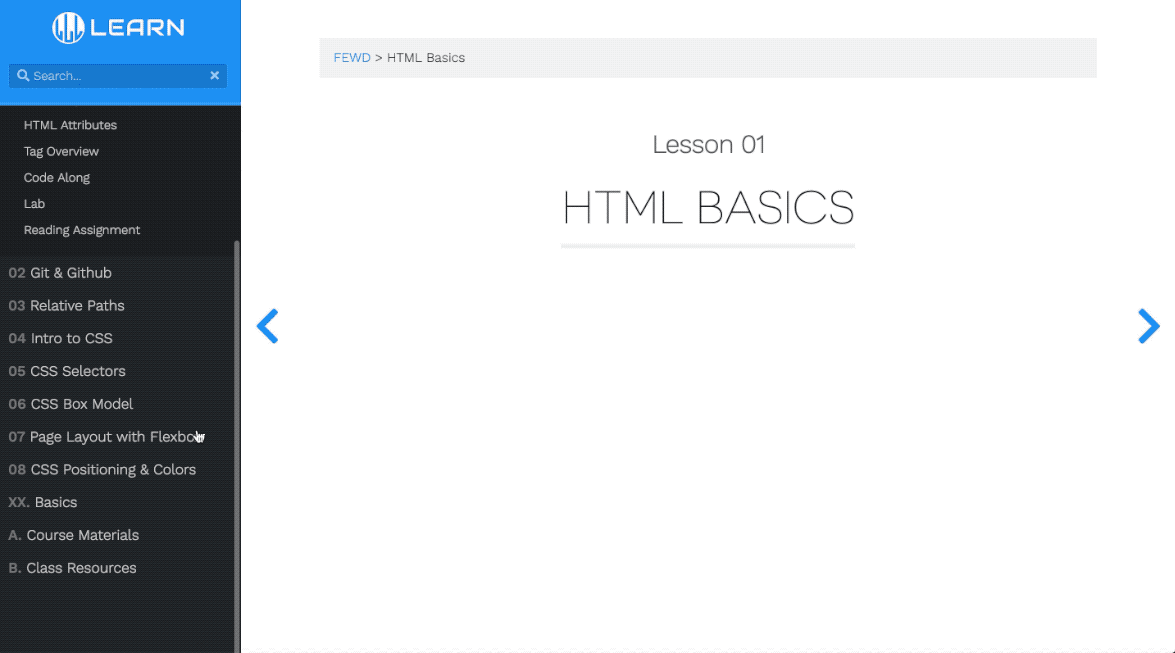 LEARN
Search...
HTML Attributes
Tag Overview
Code Along
Lab
Reading Assignment
02 Git & Github
03 Relative Paths
04 Intro to CSS
05 CSS Selectors
06 CSS Box Model
07 Page Layout with Flexbox
08 CSS Positioning & Colors
XX. Basics
A. Course Materials
B. Class Resources
FEWD > HTML Basics
Lesson 01
HTML BASICS